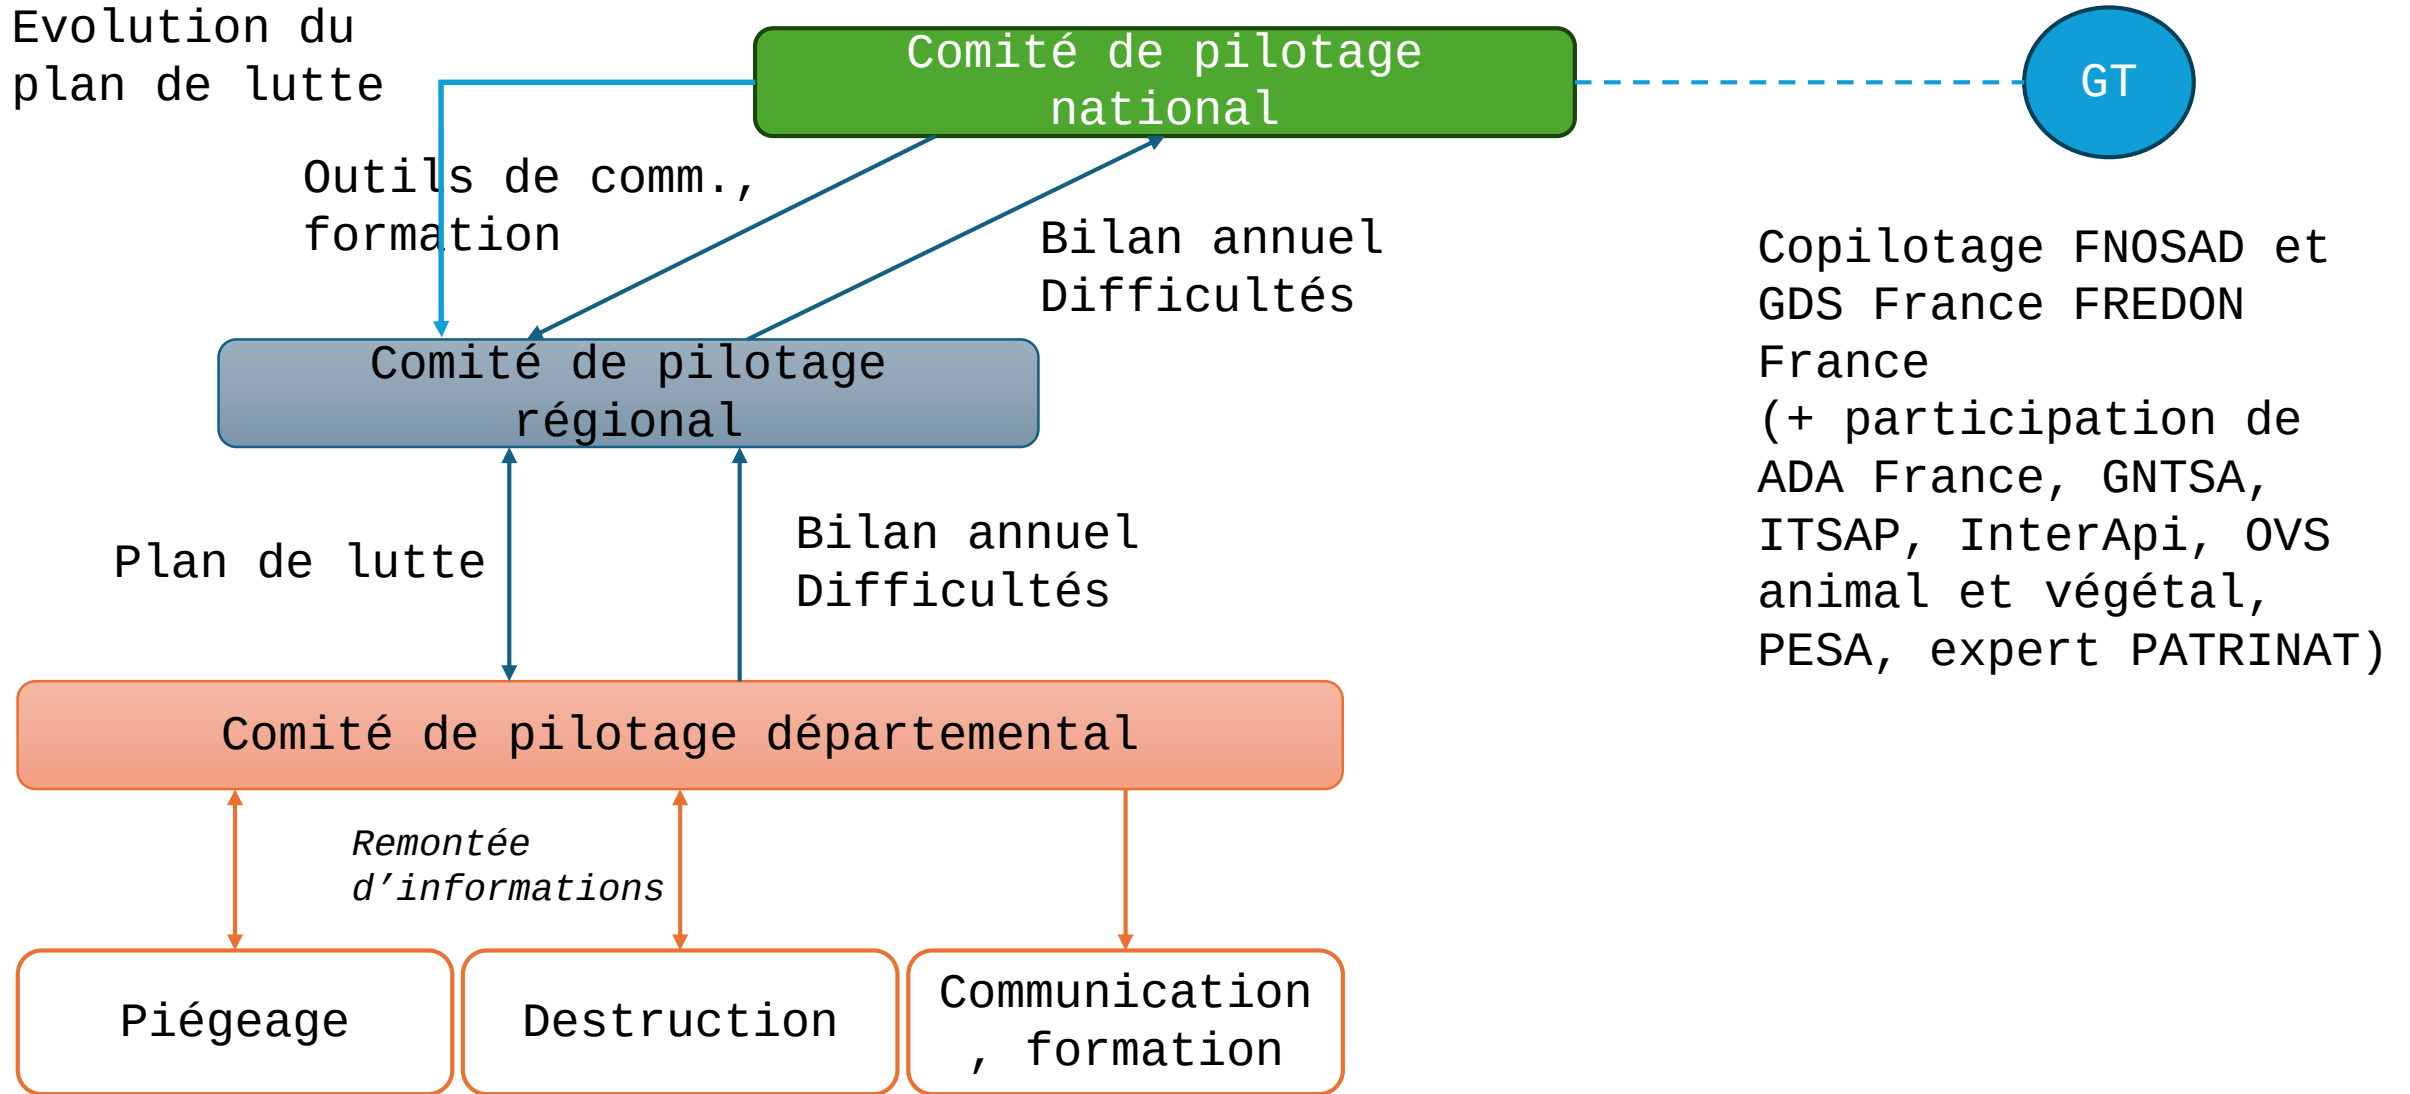 Evolution du
plan de lutte
Comité de pilotage
national
GT
Outils de comm.,
formation
Bilan annuel
Difficultés
Copilotage FNOSAD et
GDS France FREDON
France
(+ participation de
ADA France, GNTSA,
ITSAP, InterApi, OVS
animal et végétal,
PESA, expert PATRINAT)
Comité de pilotage
régional
Plan de lutte
Bilan annuel
Difficultés
Comité de pilotage départemental
Remontée
d’informations
Piégeage
Destruction
Communication
, formation